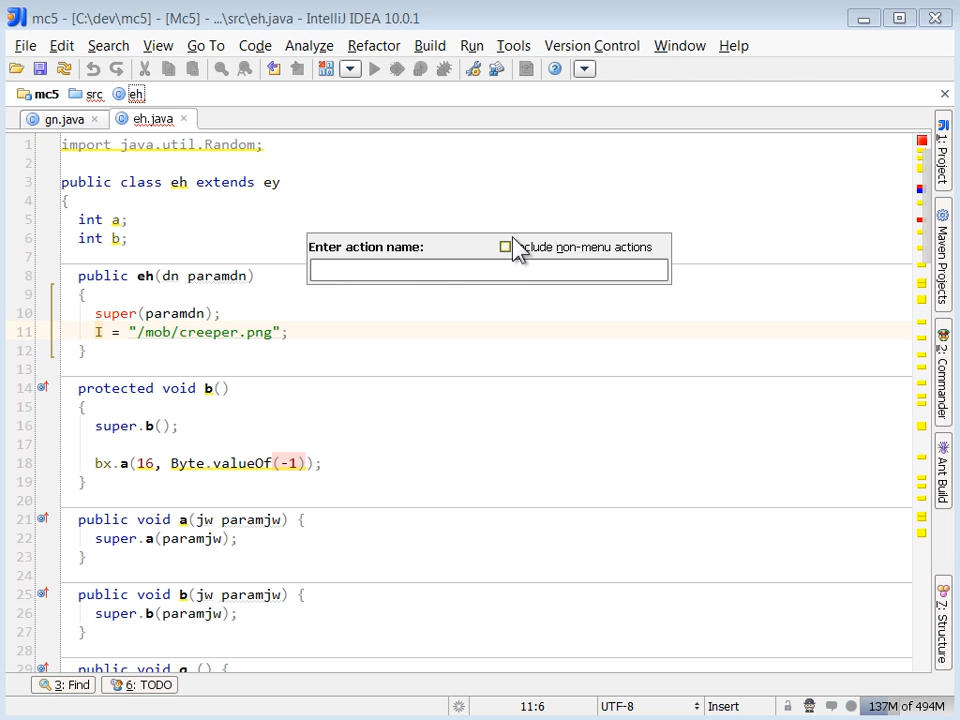 mc5 - [C:\dev\mc5] - [Mc5] - ...\src\eh.java - IntelliJ IDEA 10.0.1
File Edit Search View Go To Code Analyze Refactor Build Run Tools Version Control Window Help
mc5 src eh
gn.java eh.java
1 import java.util.Random;
2
3 public class eh extends ey
4 {
5 int a;
6 int b;
7
8 public eh(dn paramdn)
9 {
10 super(paramdn);
11 I = "/mob/creeper.png";
12 }
13
14 protected void b()
15 {
16 super.b();
17
18 bx.a(16, Byte.valueOf(-1));
19 }
20
21 public void a(jw paramjw) {
22 super.a(paramjw);
23 }
24
25 public void b(jw paramjw) {
26 super.b(paramjw);
27 }
28
29 public void q () {
Enter action name:
Include non-menu actions
1: Project
Maven Projects
2: Commander
Ant Build
7: Structure
3: Find 6: TODO
11:6 UTF-8 Insert 137M of 494M